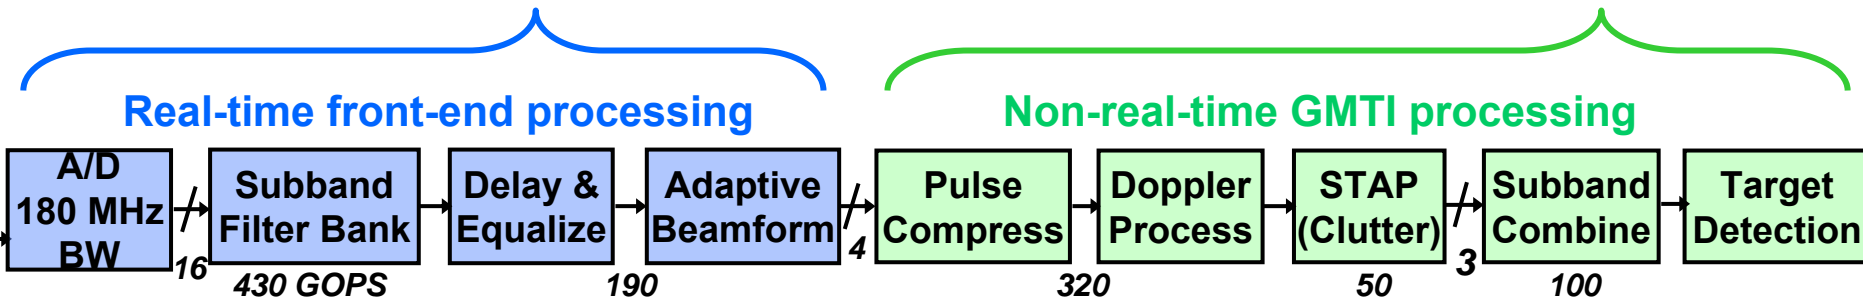 Real-time front-end processing
Non-real-time GMTI processing
A/D
180 MHz
BW
16
Subband
Filter Bank
430 GOPS
Delay &
Equalize
190
Adaptive
Beamform
4
Pulse
Compress
320
Doppler
Process
STAP
(Clutter)
50
3
Subband
Combine
100
Target
Detection